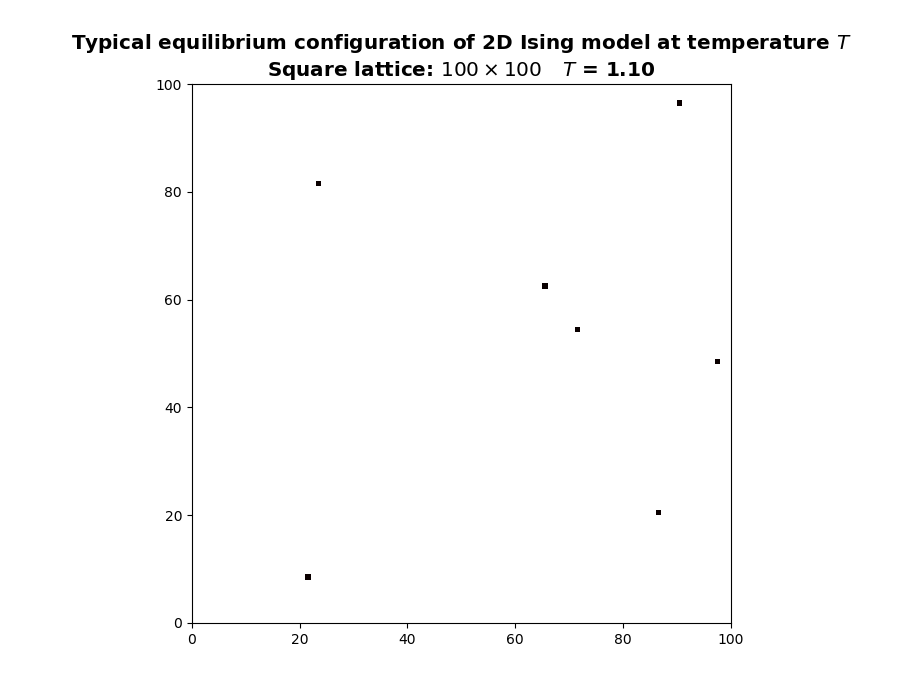 Typical equilibrium configuration of 2D Ising model at temperature T
Square lattice: 100 × 100 T = 1.10
100
80
60
40
20
0
0 20 40 60 80 100